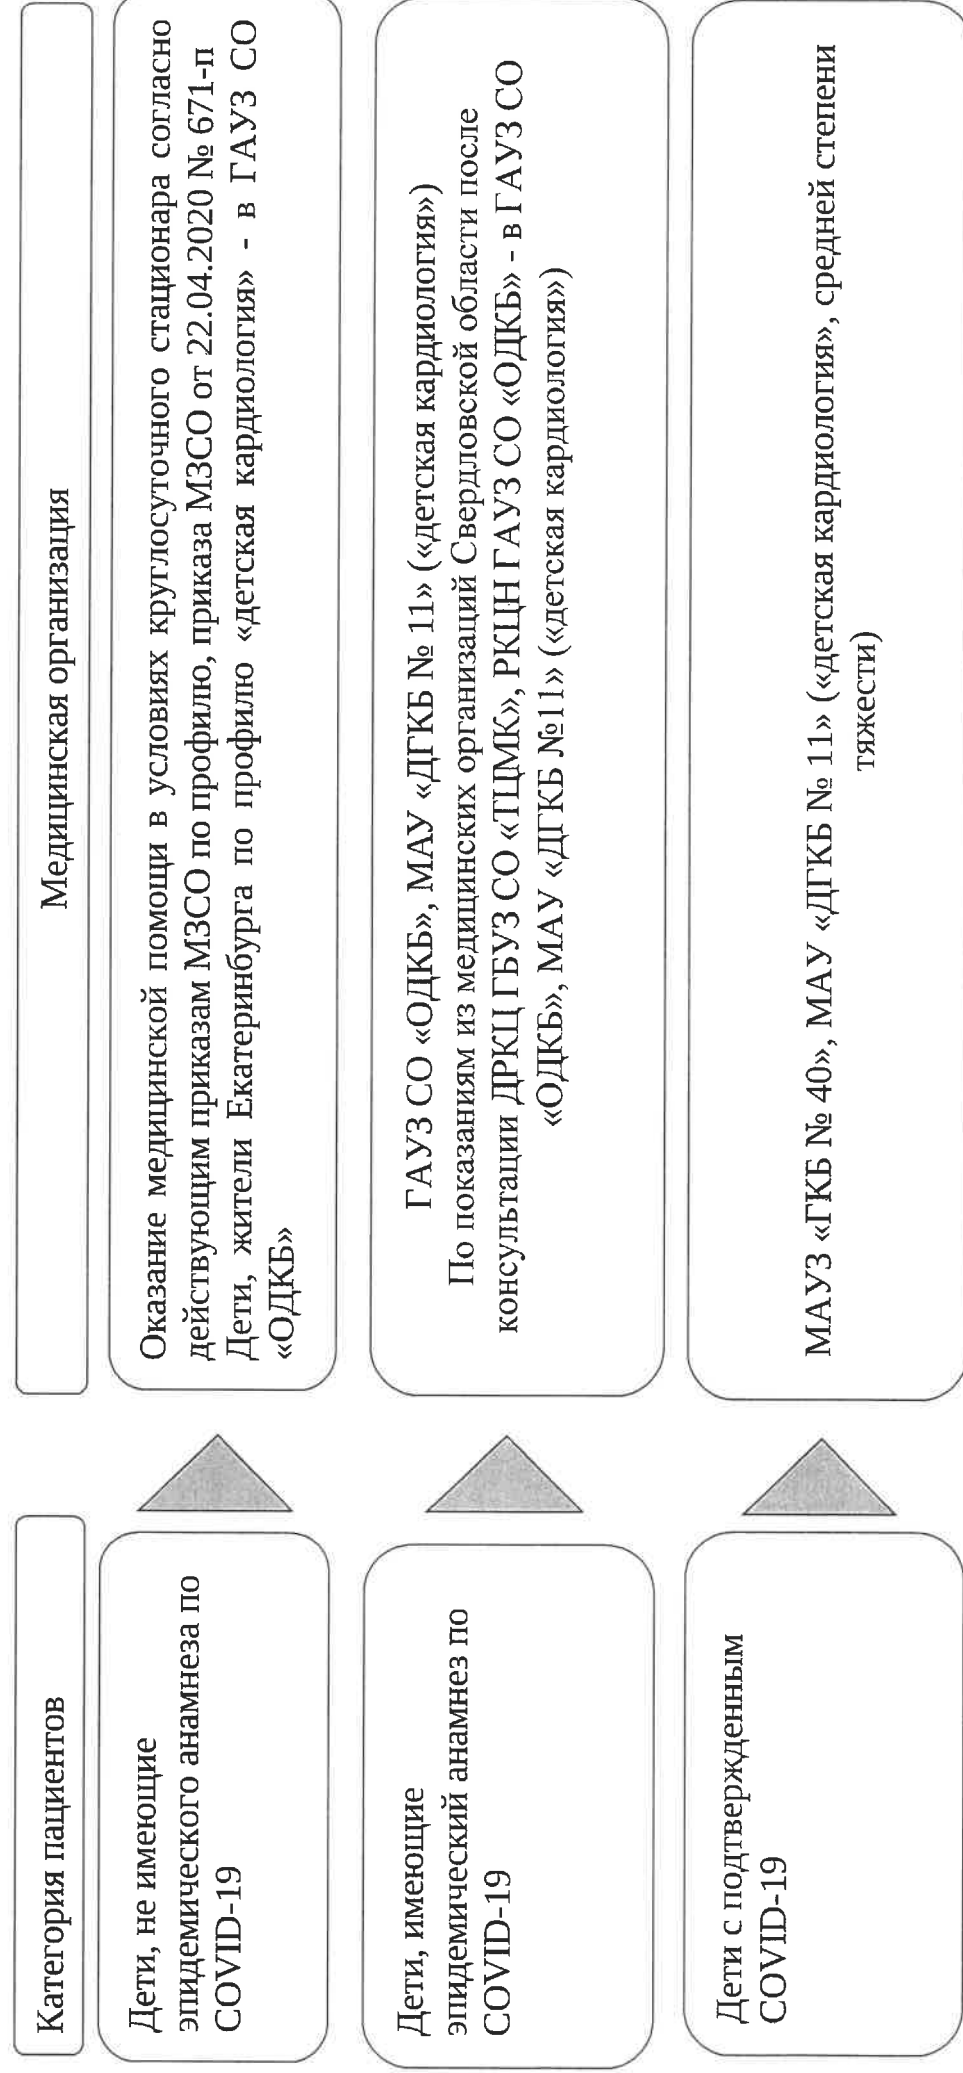 Категория пациентов
Медицинская организация
Дети, не имеющие
эпидемического анамнеза по
COVID-19
Оказание медицинской помощи в условиях круглосуточного стационара согласно
действующим приказам МЗСО по профилю, приказа МЗСО от 22.04.2020 № 671-п
Дети, жители Екатеринбурга по профилю «детская кардиология» - в ГАУЗ СО
«ОДКБ»
Дети, имеющие
эпидемический анамнез по
COVID-19
ГАУЗ СО «ОДКБ», МАУ «ДГКБ № 11» («детская кардиология»)
По показаниям из медицинских организаций Свердловской области после
консультации ДРКЦ ГБУЗ СО «ТЦМК», РКЦН ГАУЗ СО «ОДКБ» - в ГАУЗ СО
«ОДКБ», МАУ «ДГКБ №11» («детская кардиология»)
Дети с подтвержденным
COVID-19
МАУЗ «ГКБ № 40», МАУ «ДГКБ № 11» («детская кардиология», средней степени
тяжести)